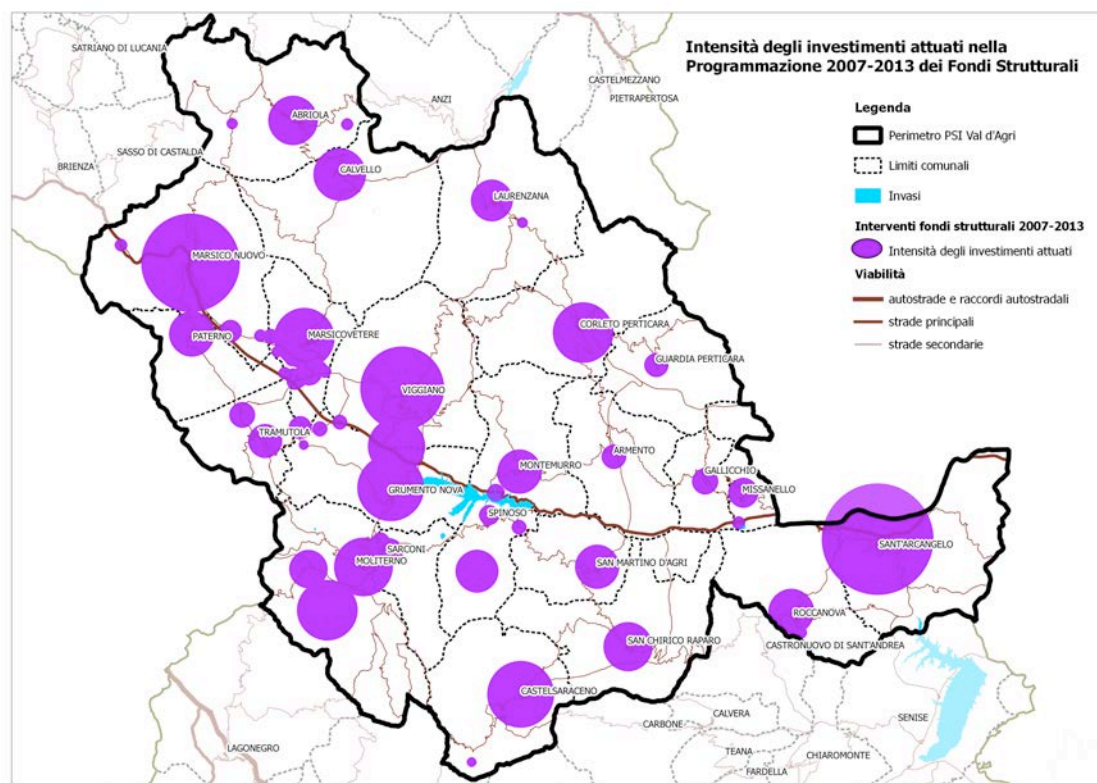 Intensità degli investimenti attuati nella
Programmazione 2007-2013 dei Fondi Strutturali
Legenda
Perimetro PSI Val d'Agri
Limiti comunali
Invasi
Interventi fondi strutturali 2007-2013
Intensità degli investimenti attuati
Viabilità
autostrade e raccordi autostradali
strade principali
strade secondarie
SATRIANO DI LUCANIA
CASTELMEZZANO
PIETRAPERTOSA
ANZI
ABRIOLA
SASSO DI CASTALDA
BRIENZA
CALVELLO
LAURENZANA
MARSICO NUOVO
CORLETO PERTICARA
PATERNO
MARSICOVETERE
GUARDIA PERTICARA
VIGGIANO
TRAMUTOLA
ARMENTO
MONTEMURRO
GALLICCHIO
GRUMENTO NOVA
MISSANELLO
SPINOSO
SANT'ARCANGELO
SARCONI
MOLITERNO
SAN MARTINO D'AGRI
ROCCANOVA
SAN CHIRICO RAPARO
CASTRONUOVO DI SANT'ANDREA
CASTELSARACENO
CALVERA
CARBONE
SENISE
LAGONEGRO
TEANA
CHIAROMONTE
FARDELLA